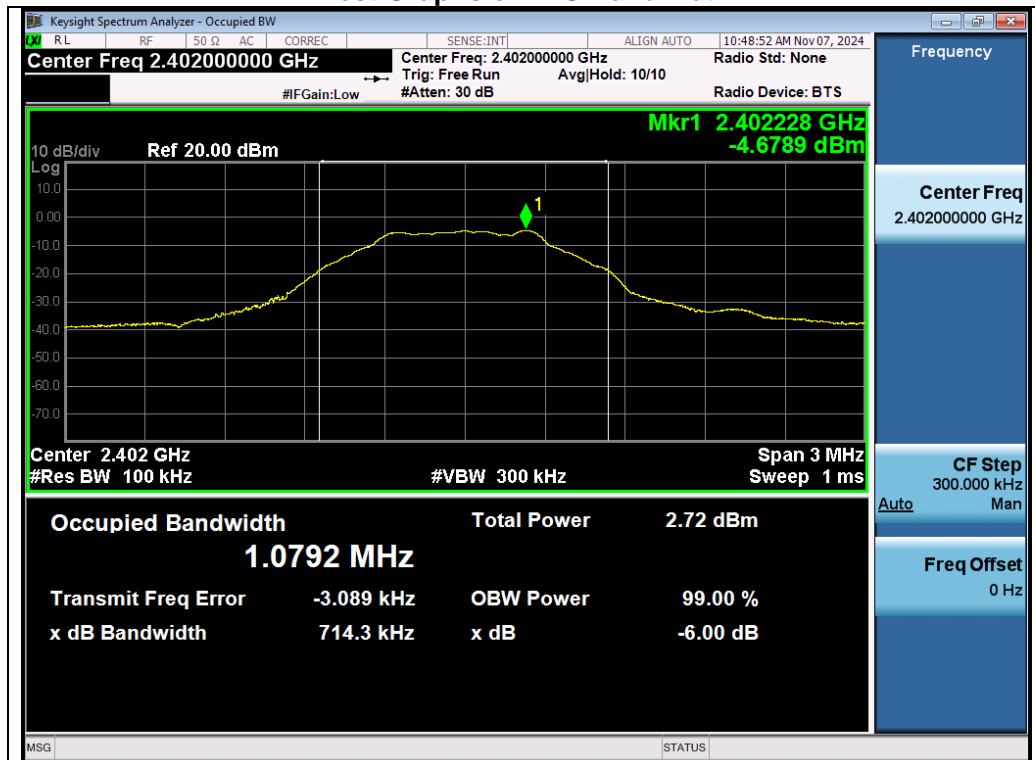 Keysight Spectrum Analyzer - Occupied BW
LXI RL RF 50 Ω AC CORREC SENSE:INT ALIGN AUTO 10:48:52 AM Nov 07, 2024
Center Freq 2.402000000 GHz
Center Freq: 2.402000000 GHz Radio Std: None
Trig: Free Run Avg|Hold: 10/10
#IFGain:Low #Atten: 30 dB Radio Device: BTS
Mkr1 2.402228 GHz
-4.6789 dBm
10 dB/div Ref 20.00 dBm
Log
10.0
0.00
-10.0
-20.0
-30.0
-40.0
-50.0
-60.0
-70.0
1
Center 2.402 GHz Span 3 MHz
#Res BW 100 kHz #VBW 300 kHz Sweep 1 ms
Occupied Bandwidth Total Power 2.72 dBm
1.0792 MHz
Transmit Freq Error -3.089 kHz OBW Power 99.00 %
x dB Bandwidth 714.3 kHz x dB -6.00 dB
Frequency
Center Freq
2.402000000 GHz
CF Step
300.000 kHz
Auto Man
Freq Offset
0 Hz
MSG STATUS